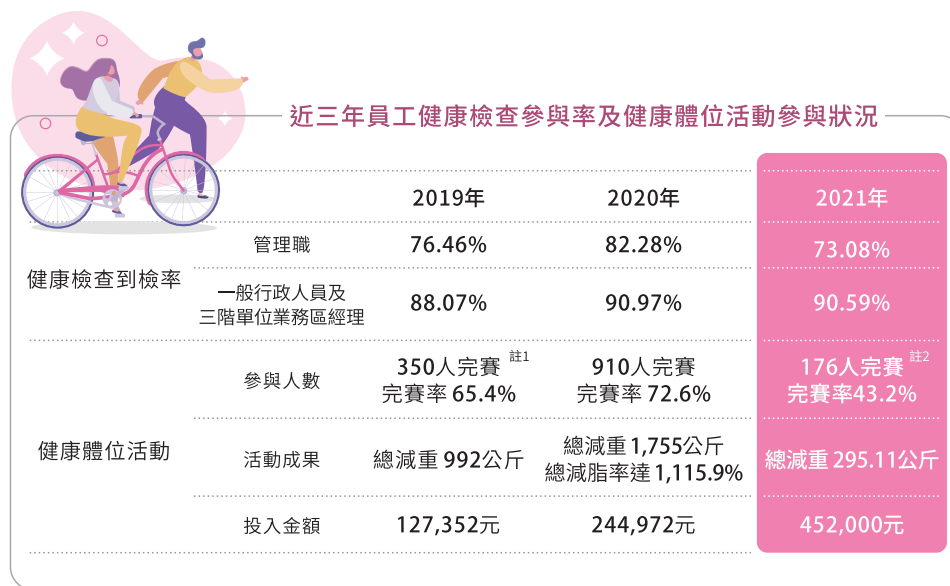 近三年員工健康檢查參與率及健康體位活動參與狀況
2019年 2020年 2021年
健康檢查到檢率
管理職 76.46% 82.28% 73.08%
一般行政人員及
三階單位業務區經理 88.07% 90.97% 90.59%
健康體位活動
參與人數 350人完賽 註1 910人完賽 176人完賽 註2
完賽率 65.4% 完賽率 72.6% 完賽率43.2%
活動成果 總減重 992公斤 總減重 1,755公斤 總減重 295.11公斤
總減脂率達 1,115.9%
投入金額 127,352元 244,972元 452,000元